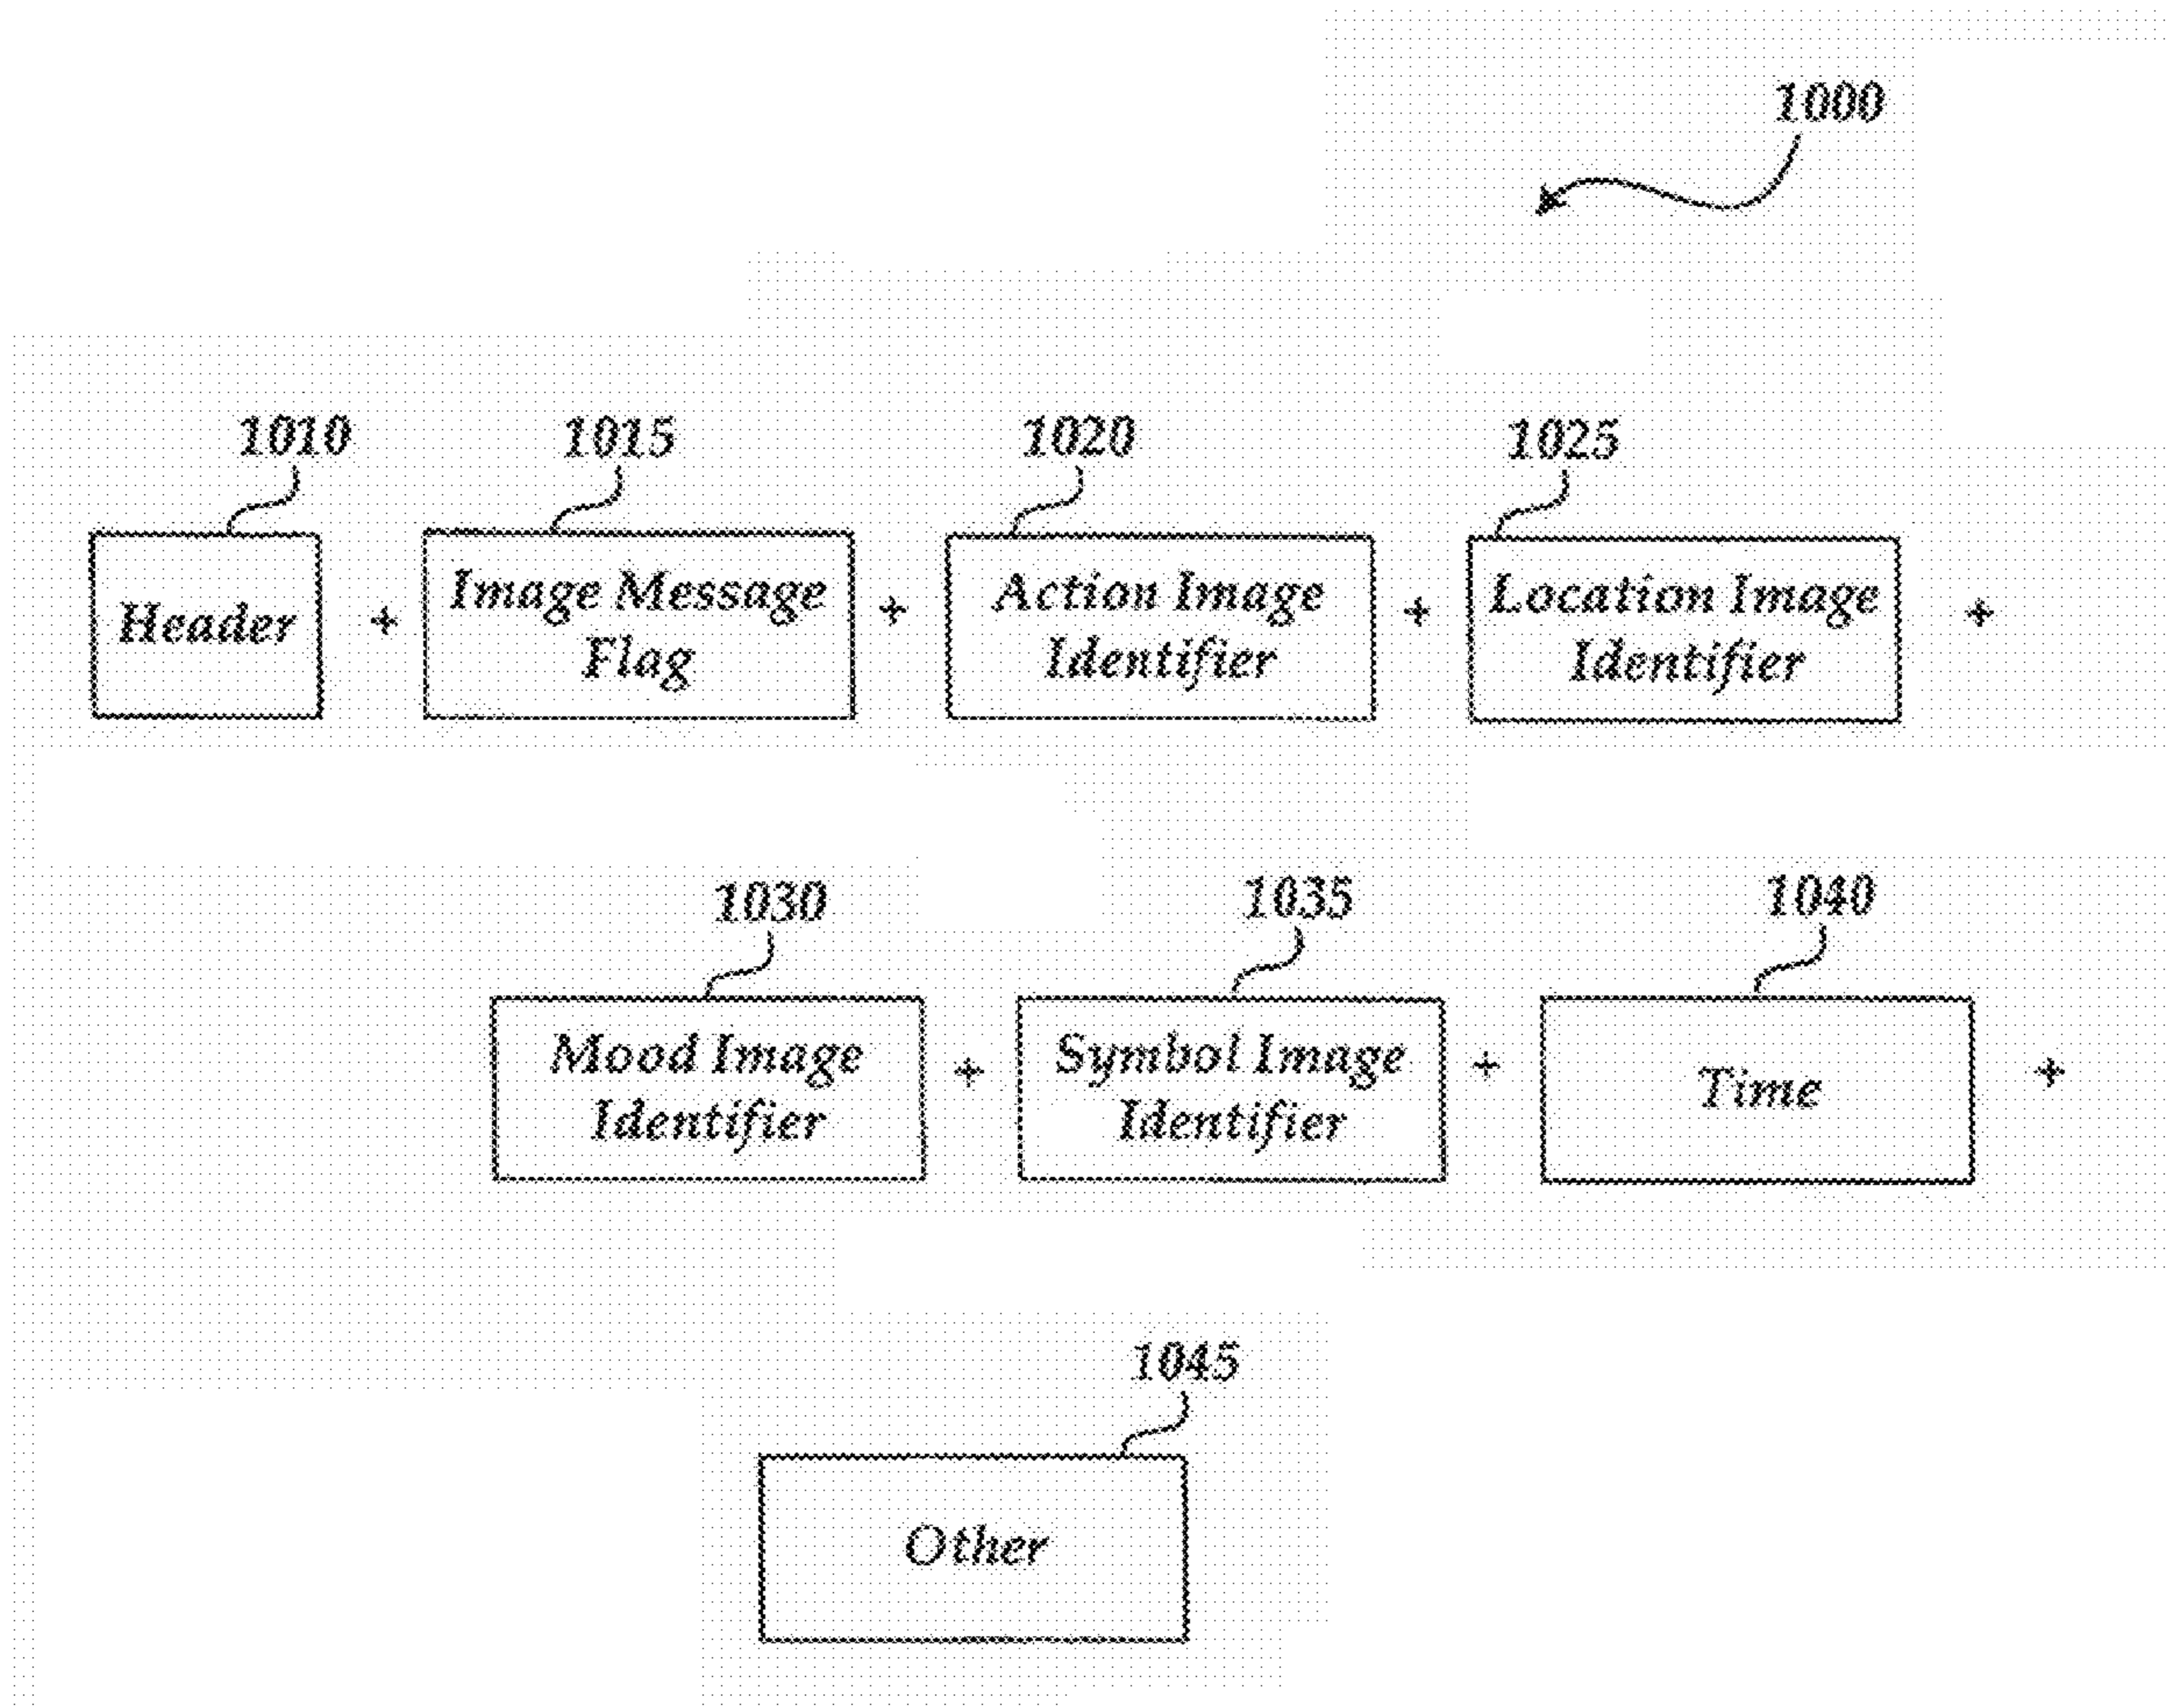 1000
1010 1015 1020 1025
Header + Image Message Flag + Action Image Identifier + Location Image Identifier +
1030 1035 1040
Mood Image Identifier + Symbol Image Identifier + Time +
1045
Other